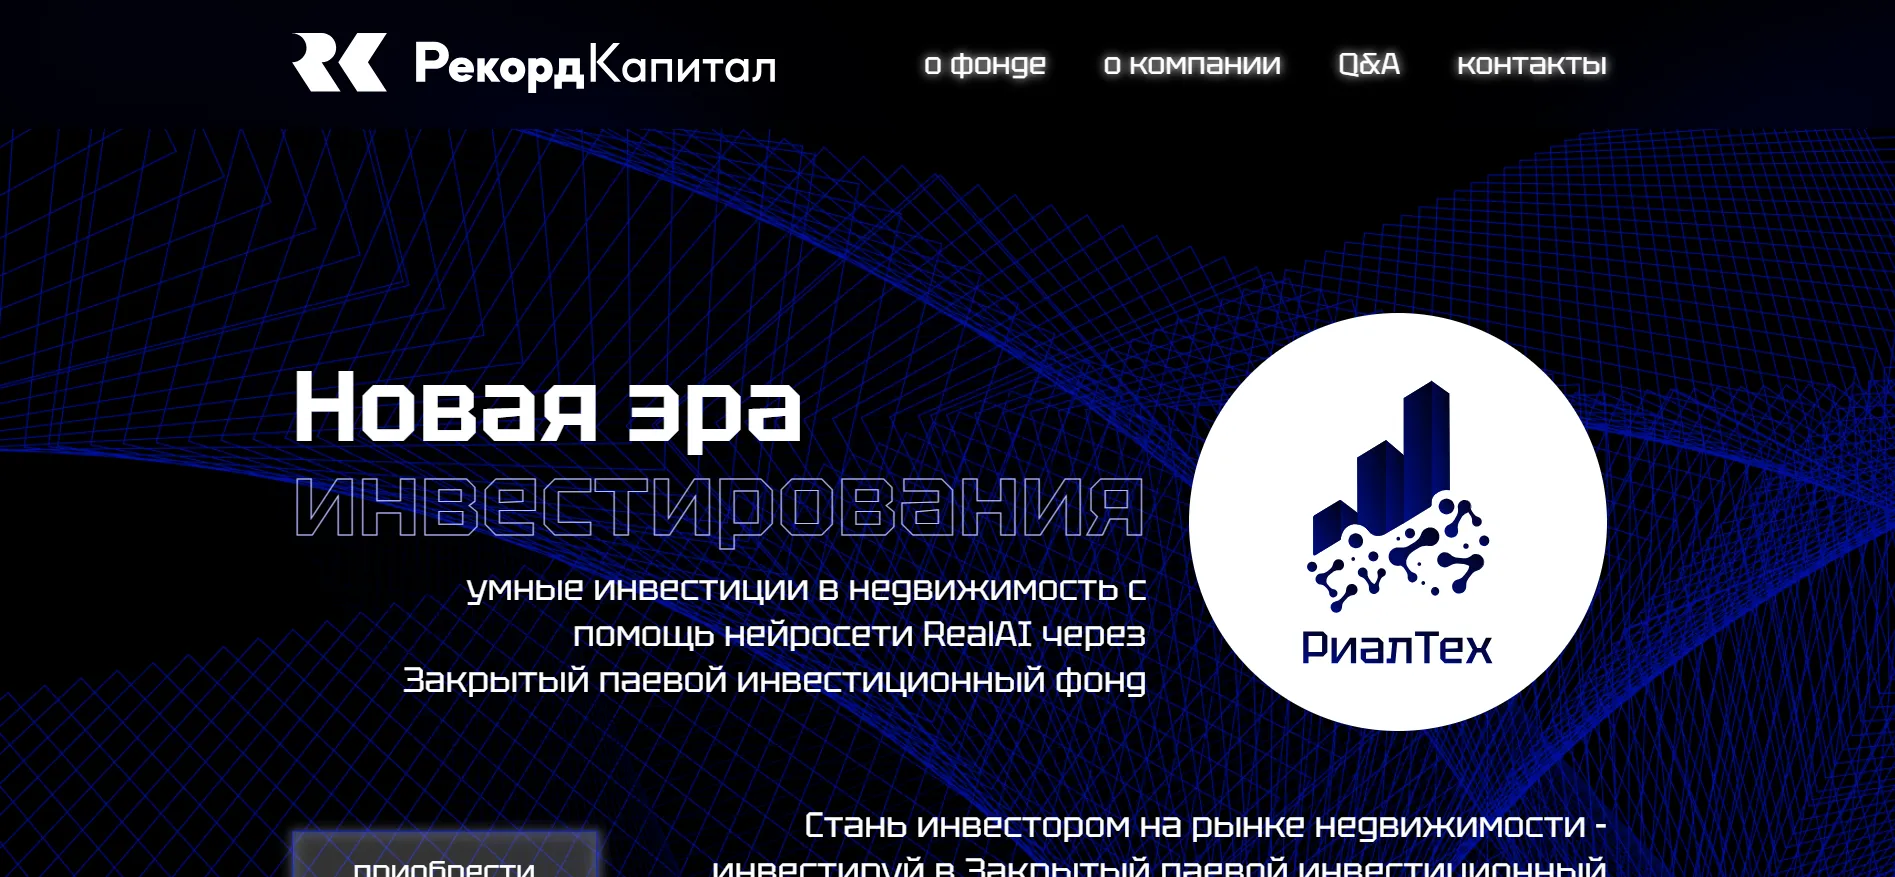 РекордКапитал
о фонде
о компании
Q&A
контакты
Новая эра
инвестирования
умные инвестиции в недвижимость с
помощь нейросети RealAI через
Закрытый паевой инвестиционный фонд
РиалТех
Стань инвестором на рынке недвижимости -
инвестируй в Закрытый паевой инвестиционный
приобрести